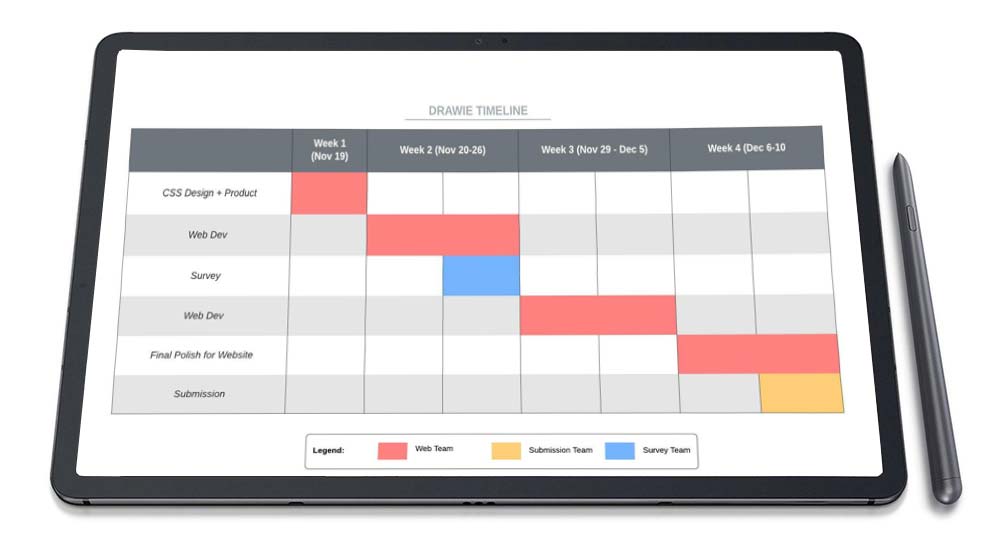 DRAWIE TIMELINE
Week 1
(Nov 19)
Week 2 (Nov 20-26)
Week 3 (Nov 29 - Dec 5)
Week 4 (Dec 6-10
CSS Design + Product
Web Dev
Survey
Web Dev
Final Polish for Website
Submission
Legend:
Web Team
Submission Team
Survey Team